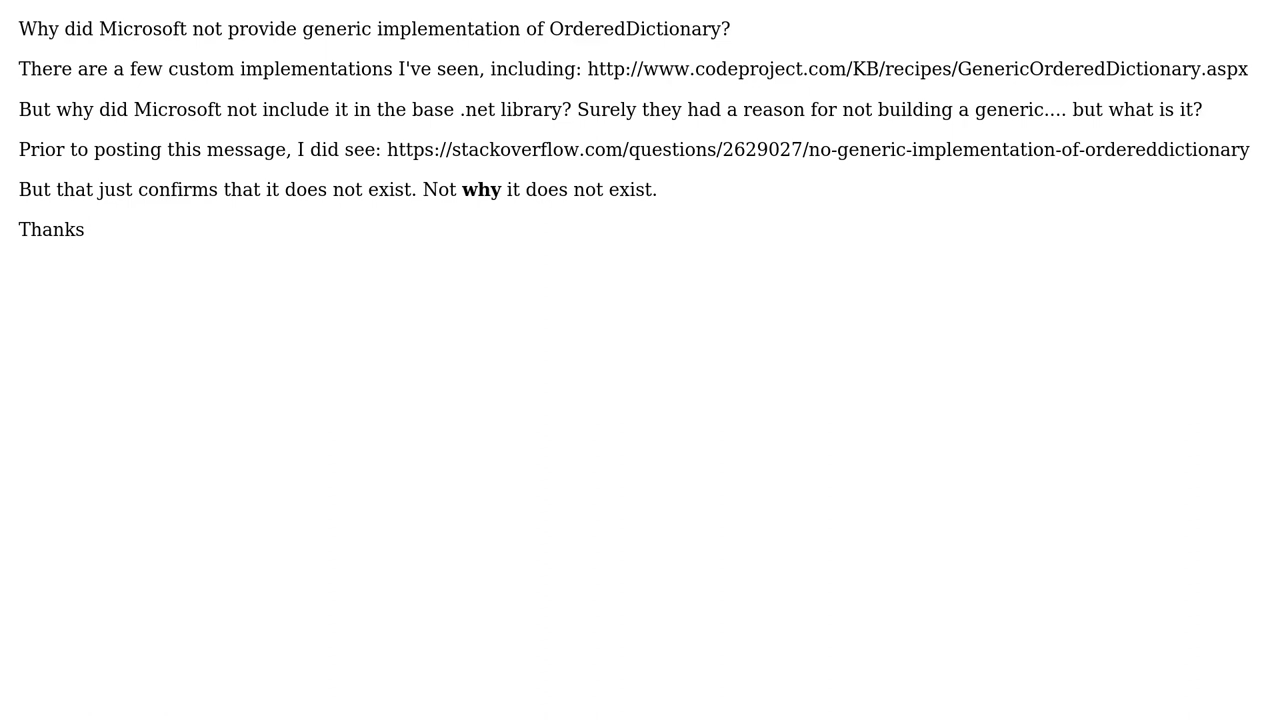 Why did Microsoft not provide generic implementation of OrderedDictionary?
There are a few custom implementations I've seen, including: http://www.codeproject.com/KB/recipes/GenericOrderedDictionary.aspx
But why did Microsoft not include it in the base .net library? Surely they had a reason for not building a generic.... but what is it?
Prior to posting this message, I did see: https://stackoverflow.com/questions/2629027/no-generic-implementation-of-ordereddictionary
But that just confirms that it does not exist. Not why it does not exist.
Thanks